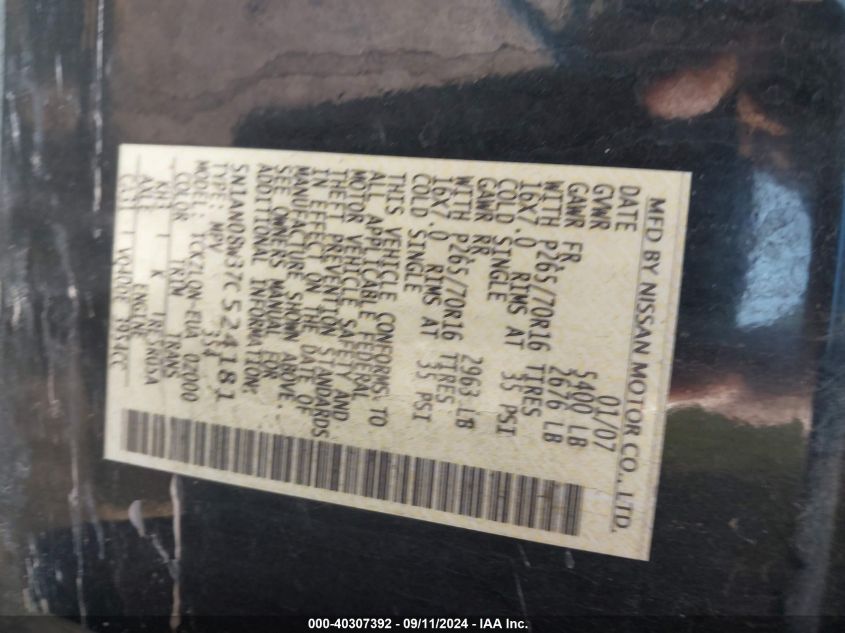 MFD BY NISSAN MOTOR CO., LTD.
DATE 01/07
GVWR 5400 LB
GAWR FR. 2676 LB
WITH P265/70R16 TIRES
16X7.0 RIMS AT 35 PSI
COLD SINGLE
GAWR RR. 2963 LB
WITH P265/70R16 TIRES
16X7.0 RIMS AT 35 PSI
COLD SINGLE
THIS VEHICLE CONFORMS TO
ALL APPLICABLE FEDERAL
MOTOR VEHICLE SAFETY AND
THEFT PREVENTION STANDARDS
IN EFFECT ON THE DATE OF
MANUFACTURE SHOWN ABOVE.
SEE OWNERS MANUAL FOR
ADDITIONAL INFORMATION.
5N1AN08W37C524181
TYPE: MPV 354
MODEL: -EUA 02000
COLOR TRIM TRANS
KH3 K
AXLE ENGINE
VQ40DE
000-40307392 - 09/11/2024 - IAA Inc.